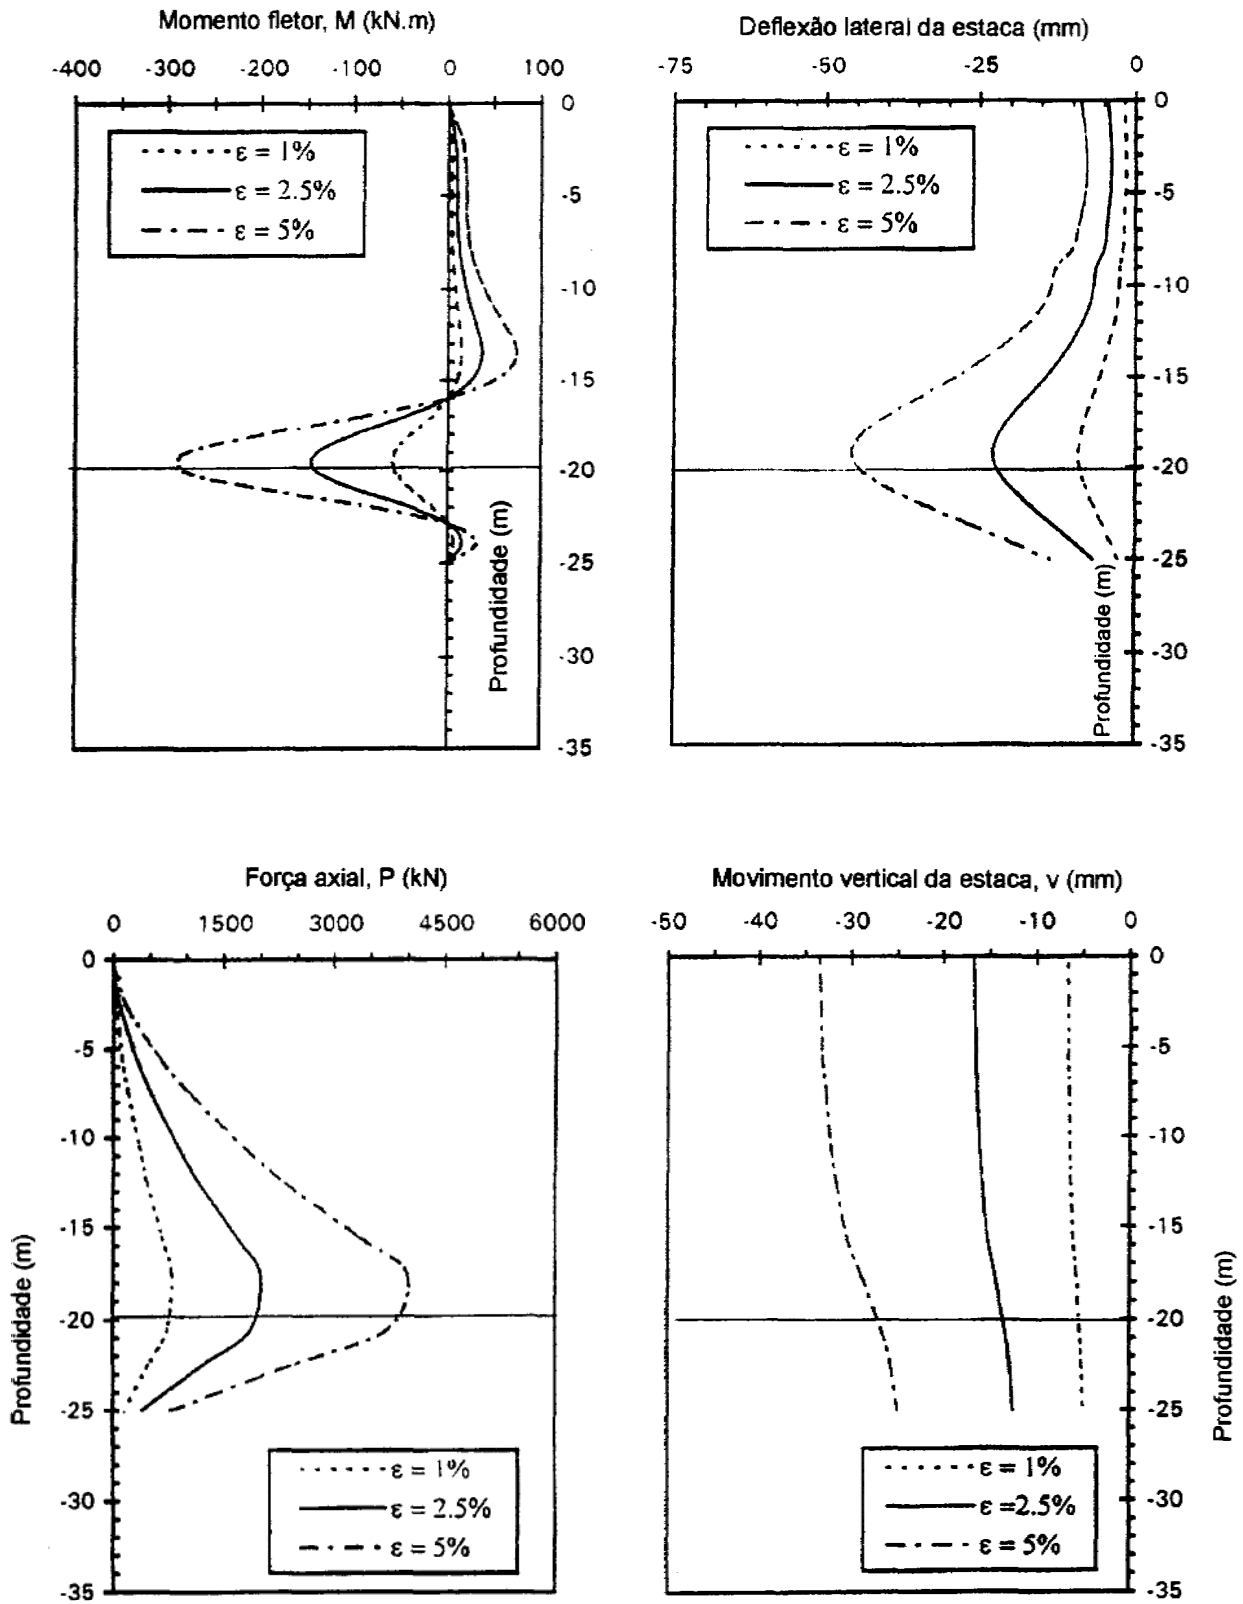 Momento fletor, M (kN.m)
-400 -300 -200 -100 0 100
0
-5
-10
-15
-20
-25
-30
-35
ε = 1%
ε = 2.5%
ε = 5%
Profundidade (m)
Deflexão lateral da estaca (mm)
-75 -50 -25 0
0
-5
-10
-15
-20
-25
-30
-35
ε = 1%
ε = 2.5%
ε = 5%
Profundidade (m)
Força axial, P (kN)
0 1500 3000 4500 6000
0
-5
-10
-15
-20
-25
-30
-35
Profundidade (m)
ε = 1%
ε = 2.5%
ε = 5%
Movimento vertical da estaca, v (mm)
-50 -40 -30 -20 -10 0
0
-5
-10
-15
-20
-25
-30
-35
Profundidade (m)
ε = 1%
ε =2.5%
ε = 5%